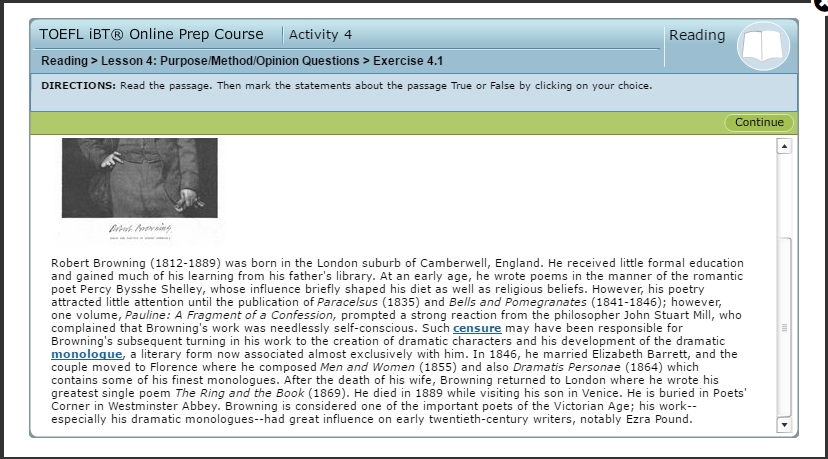 TOEFL iBT® Online Prep Course
Activity 4
Reading
Reading > Lesson 4: Purpose/Method/Opinion Questions > Exercise 4.1
DIRECTIONS: Read the passage. Then mark the statements about the passage True or False by clicking on your choice.
Continue
Robert Browning
Robert Browning (1812-1889) was born in the London suburb of Camberwell, England. He received little formal education
and gained much of his learning from his father's library. At an early age, he wrote poems in the manner of the romantic
poet Percy Bysshe Shelley, whose influence briefly shaped his diet as well as religious beliefs. However, his poetry
attracted little attention until the publication of Paracelsus (1835) and Bells and Pomegranates (1841-1846); however,
one volume, Pauline: A Fragment of a Confession, prompted a strong reaction from the philosopher John Stuart Mill, who
complained that Browning's work was needlessly self-conscious. Such censure may have been responsible for
Browning's subsequent turning in his work to the creation of dramatic characters and his development of the dramatic
monologue, a literary form now associated almost exclusively with him. In 1846, he married Elizabeth Barrett, and the
couple moved to Florence where he composed Men and Women (1855) and also Dramatis Personae (1864) which
contains some of his finest monologues. After the death of his wife, Browning returned to London where he wrote his
greatest single poem The Ring and the Book (1869). He died in 1889 while visiting his son in Venice. He is buried in Poets'
Corner in Westminster Abbey. Browning is considered one of the important poets of the Victorian Age; his work--
especially his dramatic monologues--had great influence on early twentieth-century writers, notably Ezra Pound.